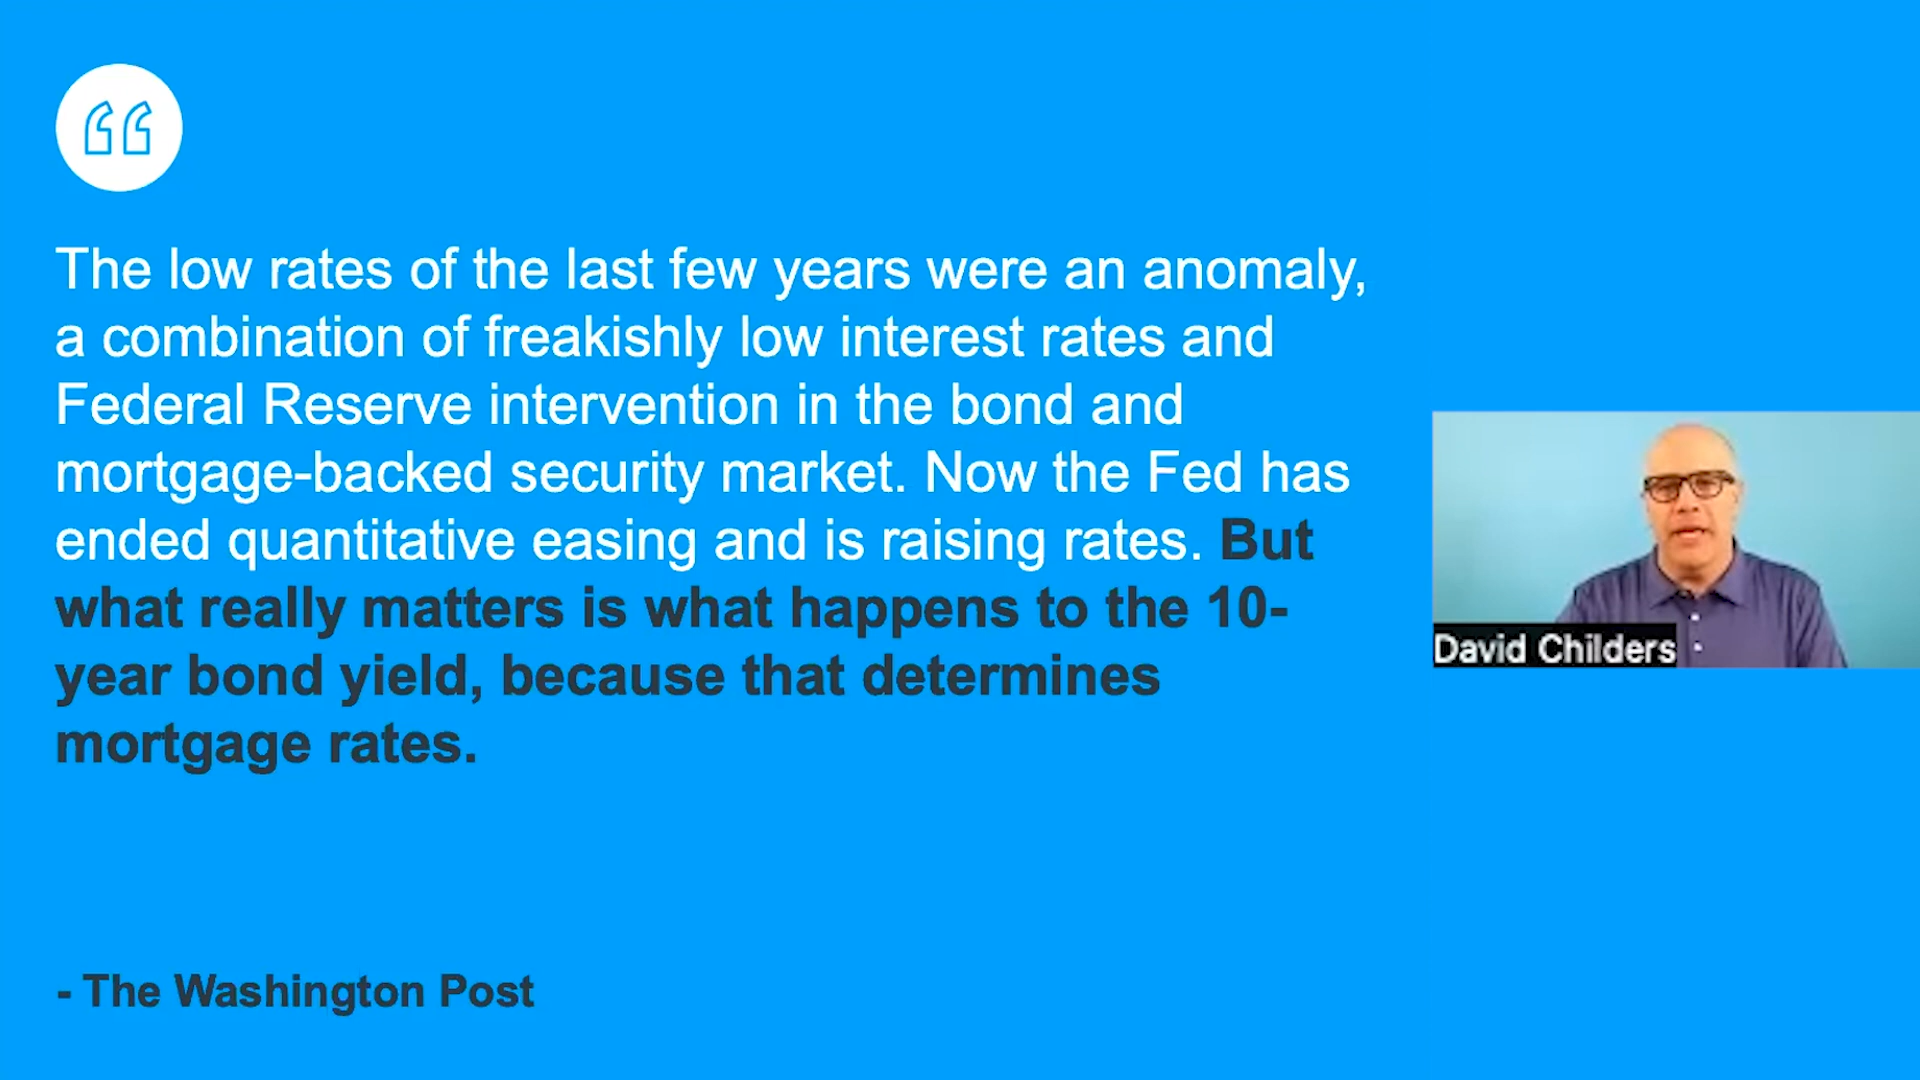 The low rates of the last few years were an anomaly,
a combination of freakishly low interest rates and
Federal Reserve intervention in the bond and
mortgage-backed security market. Now the Fed has
ended quantitative easing and is raising rates. But
what really matters is what happens to the 10-
year bond yield, because that determines
mortgage rates.
David Childers
- The Washington Post